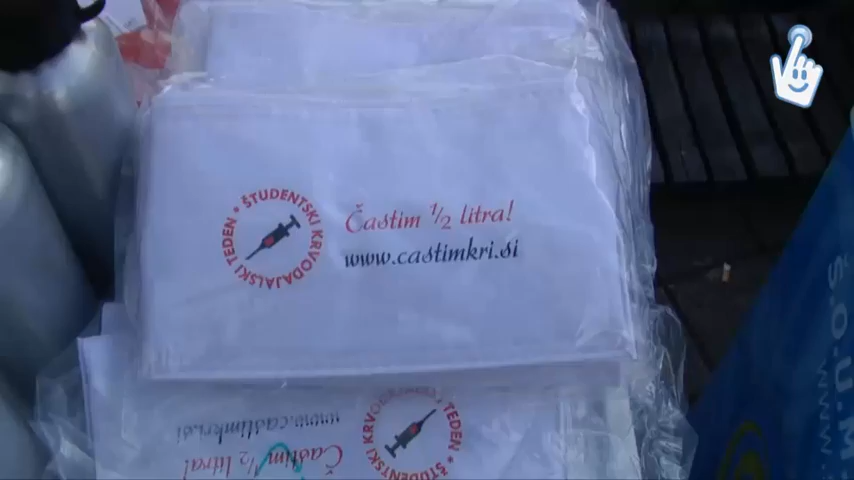 ŠTUDENTSKI KRVODAJALSKI TEDEN
Častim 1/2 litra!
www.castimkri.si
ŠTUDENTSKI KRVODAJALSKI TEDEN
Častim 1/2 litra!
www.castimkri.si
Š.O.U.M
www.